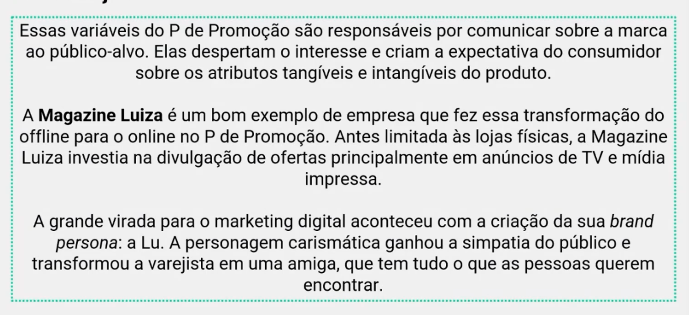 Essas variáveis do P de Promoção são responsáveis por comunicar sobre a marca
ao público-alvo. Elas despertam o interesse e criam a expectativa do consumidor
sobre os atributos tangíveis e intangíveis do produto.
A Magazine Luiza é um bom exemplo de empresa que fez essa transformação do
offline para o online no P de Promoção. Antes limitada às lojas físicas, a Magazine
Luiza investia na divulgação de ofertas principalmente em anúncios de TV e mídia
impressa.
A grande virada para o marketing digital aconteceu com a criação da sua brand
persona: a Lu. A personagem carismática ganhou a simpatia do público e
transformou a varejista em uma amiga, que tem tudo o que as pessoas querem
encontrar.